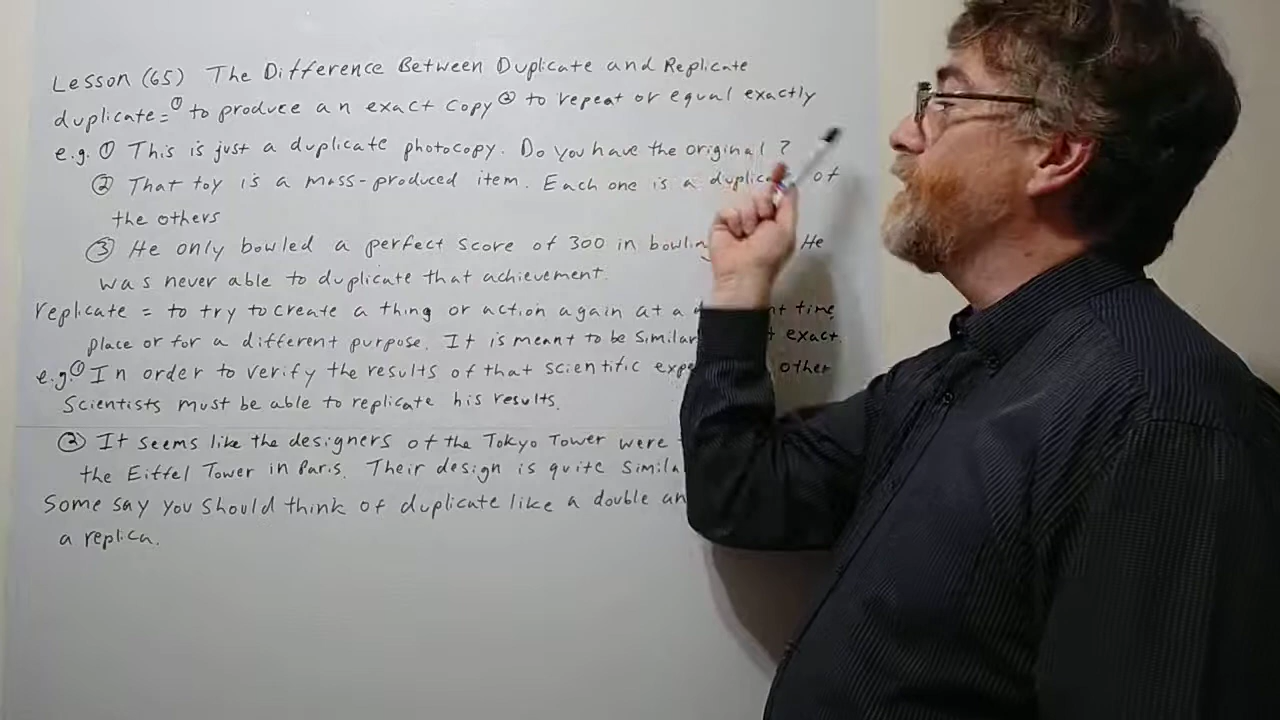 Lesson (65) The Difference Between Duplicate and Replicate
duplicate = ① to produce an exact copy ② to repeat or equal exactly
e.g. ① This is just a duplicate photocopy. Do you have the original?
② That toy is a mass-produced item. Each one is a of
the others
③ He only bowled a perfect score of 300 in He
was never able to duplicate that achievement.
replicate = to try to create a thing or action again at a time,
place or for a different purpose. It is meant to be similar exact.
e.g. ① In order to verify the results of that scientific other
scientists must be able to replicate his results.
② It seems like the designers of the Tokyo Tower were
the Eiffel Tower in Paris. Their design is quite
Some say you should think of duplicate like a double
a replica.